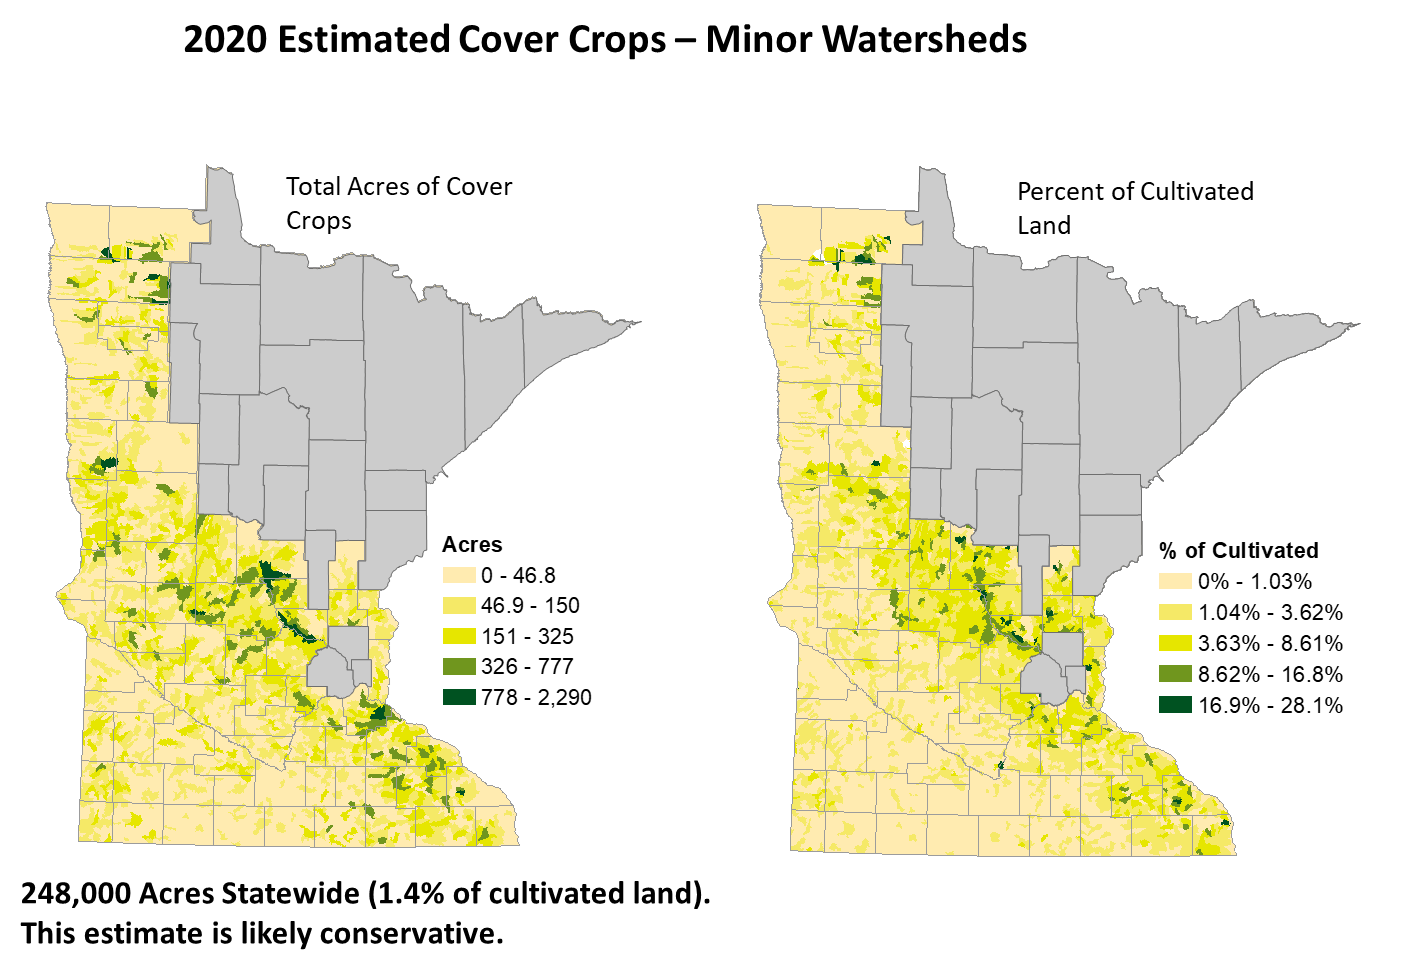 2020 Estimated Cover Crops – Minor Watersheds
Total Acres of Cover
Crops
Acres
0 - 46.8
46.9 - 150
151 - 325
326 - 777
778 - 2,290
Percent of Cultivated
Land
% of Cultivated
0% - 1.03%
1.04% - 3.62%
3.63% - 8.61%
8.62% - 16.8%
16.9% - 28.1%
248,000 Acres Statewide (1.4% of cultivated land).
This estimate is likely conservative.